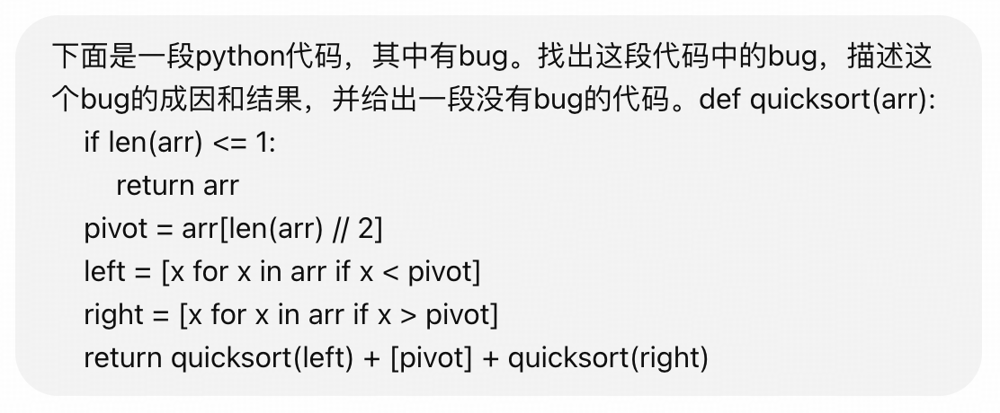 下面是一段python代码，其中有bug。找出这段代码中的bug，描述这
个bug的成因和结果，并给出一段没有bug的代码。def quicksort(arr):
    if len(arr) <= 1:
        return arr
    pivot = arr[len(arr) // 2]
    left = [x for x in arr if x < pivot]
    right = [x for x in arr if x > pivot]
    return quicksort(left) + [pivot] + quicksort(right)